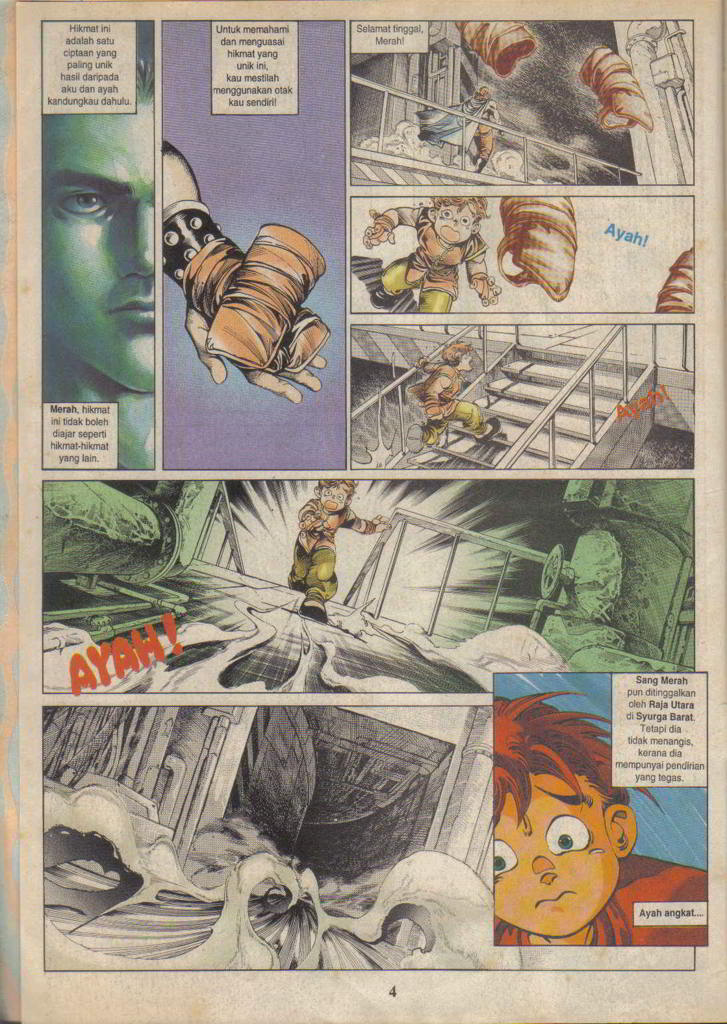 Hikmat ini
adalah satu
ciptaan yang
paling unik
hasil daripada
aku dan ayah
kandungkau dahulu.
Merah, hikmat
ini tidak boleh
diajar seperti
hikmat-hikmat
yang lain.
Untuk memahami
dan menguasai
hikmat yang
unik ini,
kau mestilah
menggunakan otak
kau sendiri!
Selamat tinggal,
Merah!
Ayah!
Ayah!
AYAH!
Sang Merah
pun ditinggalkan
oleh Raja Utara
di Syurga Barat.
Tetapi dia
tidak menangis,
kerana dia
mempunyai pendirian
yang tegas.
Ayah angkat....
4